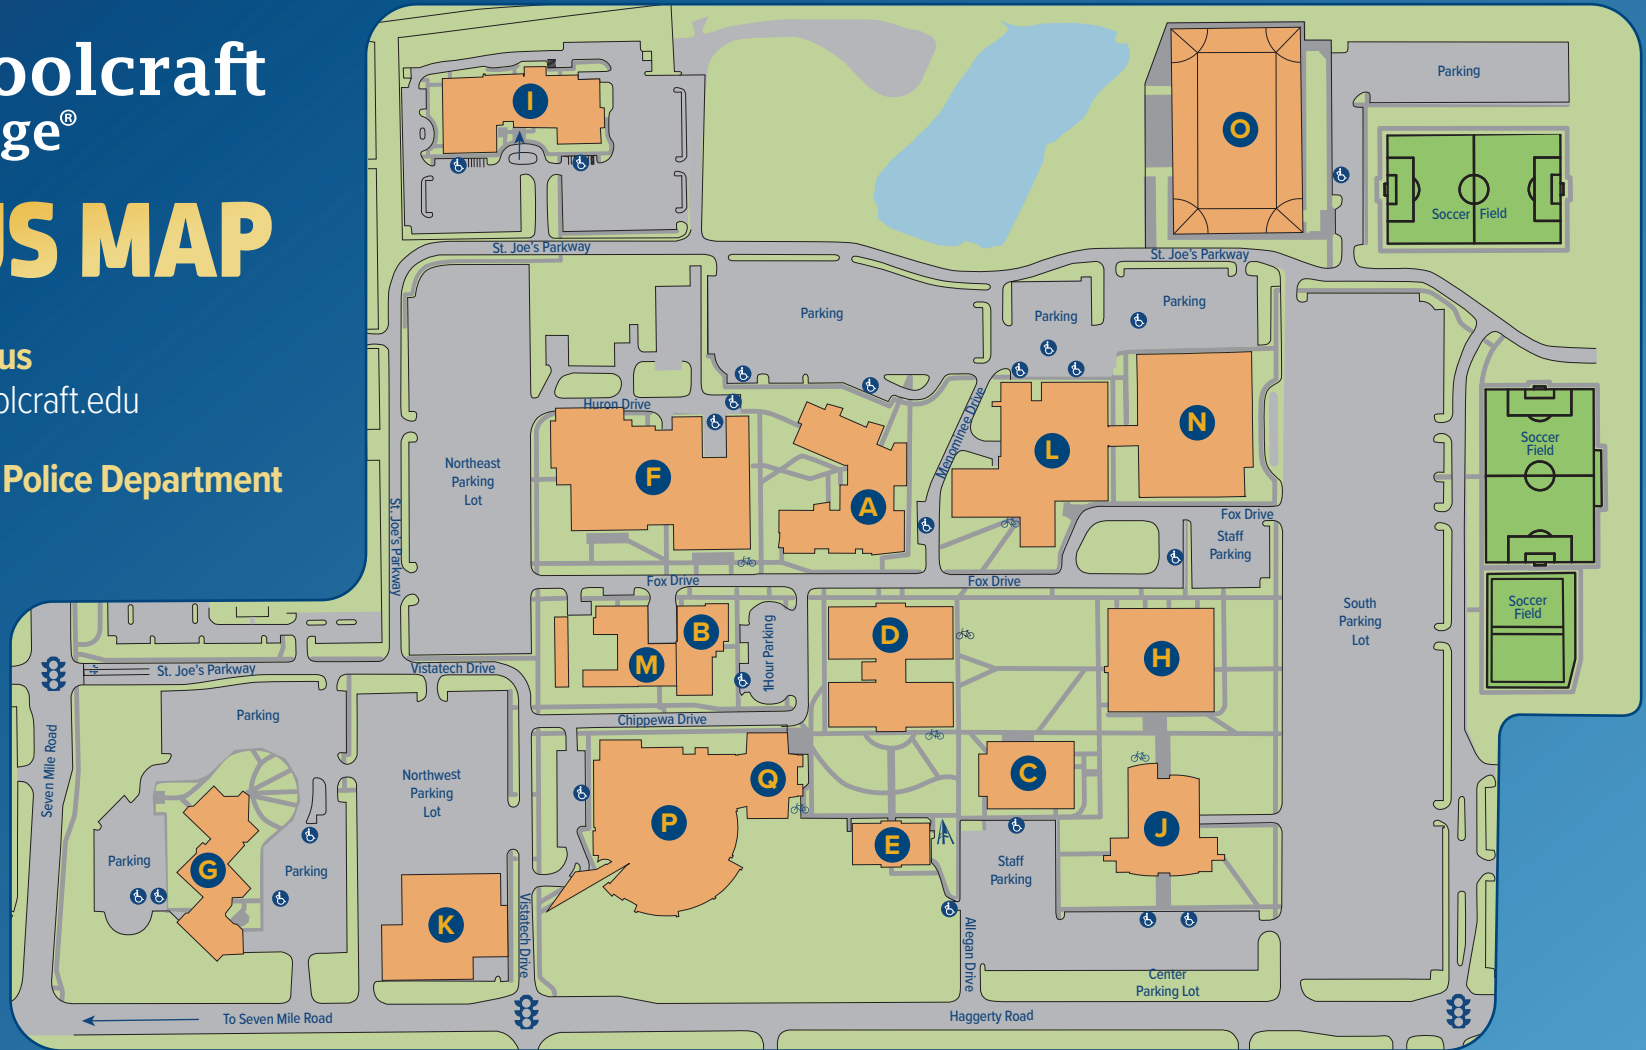 oolcraft
ge®
US MAP
us
olcraft.edu
Police Department
I
O
Parking
Soccer Field
St. Joe's Parkway
St. Joe's Parkway
Parking
Parking
Parking
Huron Drive
Menominee Drive
Northeast
Parking
Lot
F
A
L
N
Soccer
Field
St. Joe's Parkway
Fox Drive
Staff
Parking
Fox Drive
Fox Drive
B
M
1Hour Parking
D
H
South
Parking
Lot
Soccer
Field
St. Joe's Parkway
Vistatech Drive
Chippewa Drive
Seven Mile Road
Parking
Northwest
Parking
Lot
Q
P
C
J
E
Parking
G
Parking
Staff
Parking
K
Vistatech Drive
Allegan Drive
Center
Parking Lot
To Seven Mile Road
Haggerty Road